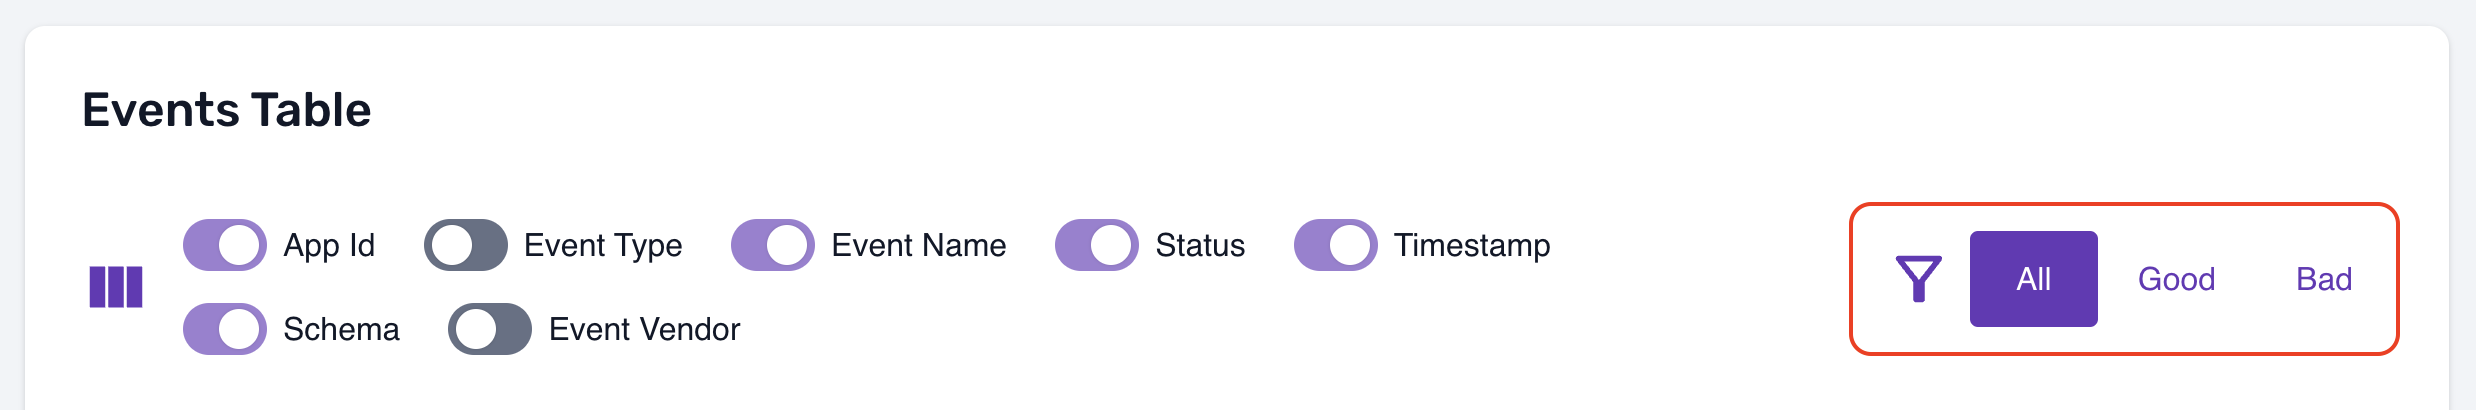 Events Table
App Id Event Type Event Name Status Timestamp
Schema Event Vendor
All Good Bad